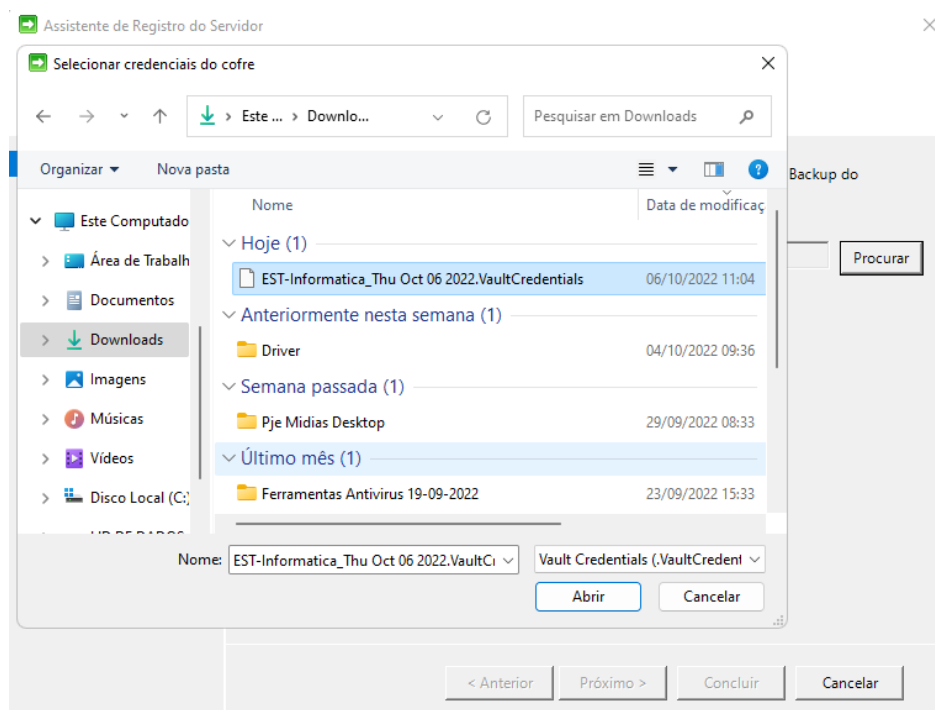 Assistente de Registro do Servidor
Selecionar credenciais do cofre
Este ... > Downlo...
Pesquisar em Downloads
Organizar
Nova pasta
Backup do
Nome
Data de modificaç
Procurar
Este Computado
Área de Trabalh
Documentos
Downloads
Imagens
Músicas
Vídeos
Disco Local (C:)
Hoje (1)
EST-Informatica_Thu Oct 06 2022.VaultCredentials 06/10/2022 11:04
Anteriormente nesta semana (1)
Driver 04/10/2022 09:36
Semana passada (1)
Pje Midias Desktop 29/09/2022 08:33
Último mês (1)
Ferramentas Antivirus 19-09-2022 23/09/2022 15:33
Nome: EST-Informatica_Thu Oct 06 2022.VaultCr
Vault Credentials (.VaultCredent
Abrir
Cancelar
< Anterior
Próximo >
Concluir
Cancelar